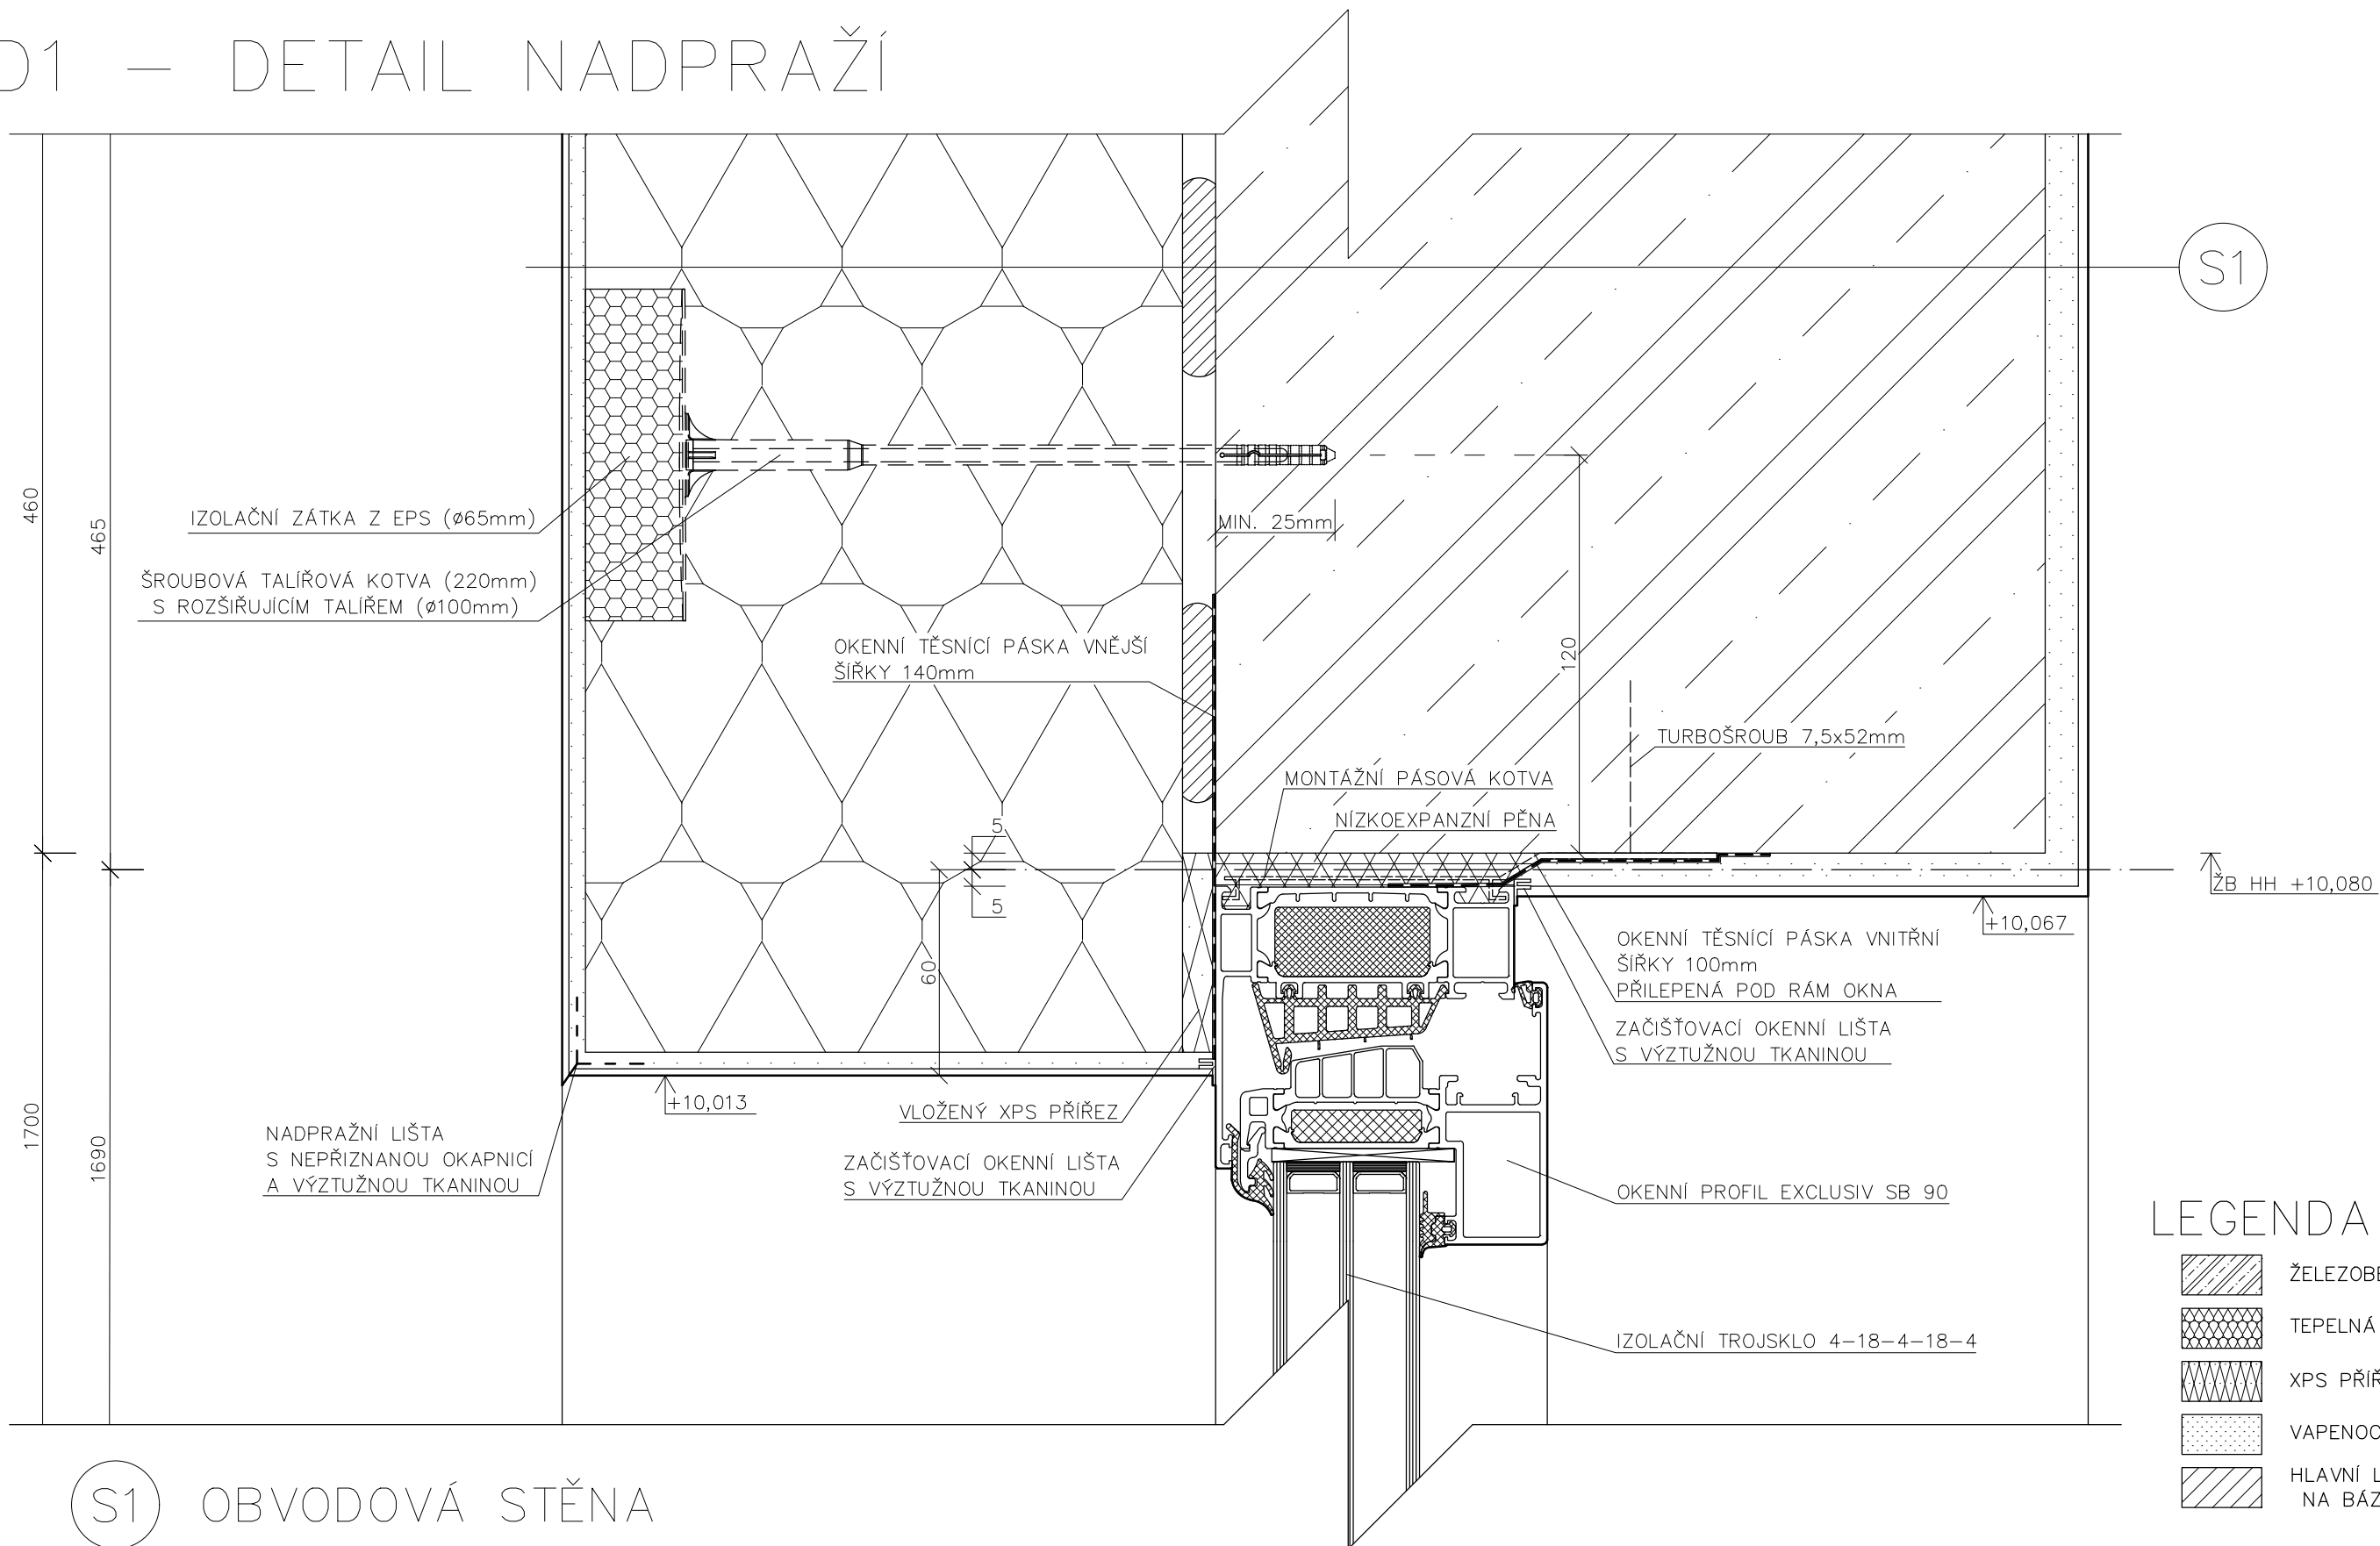 D1 – DETAIL NADPRAŽÍ
S1
460
465
IZOLAČNÍ ZÁTKA Z EPS (ø65mm)
MIN. 25mm
ŠROUBOVÁ TALÍŘOVÁ KOTVA (220mm)
S ROZŠIŘUJÍCÍM TALÍŘEM (ø100mm)
OKENNÍ TĚSNÍCÍ PÁSKA VNĚJŠÍ
ŠÍŘKY 140mm
120
TURBOŠROUB 7,5x52mm
MONTÁŽNÍ PÁSOVÁ KOTVA
NÍZKOEXPANZNÍ PĚNA
5
5
60
ŽB HH +10,080
+10,067
OKENNÍ TĚSNÍCÍ PÁSKA VNITŘNÍ
ŠÍŘKY 100mm
PŘILEPENÁ POD RÁM OKNA
ZAČIŠŤOVACÍ OKENNÍ LIŠTA
S VÝZTUŽNOU TKANINOU
+10,013
VLOŽENÝ XPS PŘÍŘEZ
1700
1690
NADPRAŽNÍ LIŠTA
S NEPŘIZNANOU OKAPNICÍ
A VÝZTUŽNOU TKANINOU
ZAČIŠŤOVACÍ OKENNÍ LIŠTA
S VÝZTUŽNOU TKANINOU
OKENNÍ PROFIL EXCLUSIV SB 90
IZOLAČNÍ TROJSKLO 4–18–4–18–4
LEGENDA
TEPELNÁ
XPS
HLAVNÍ
NA
S1 OBVODOVÁ STĚNA